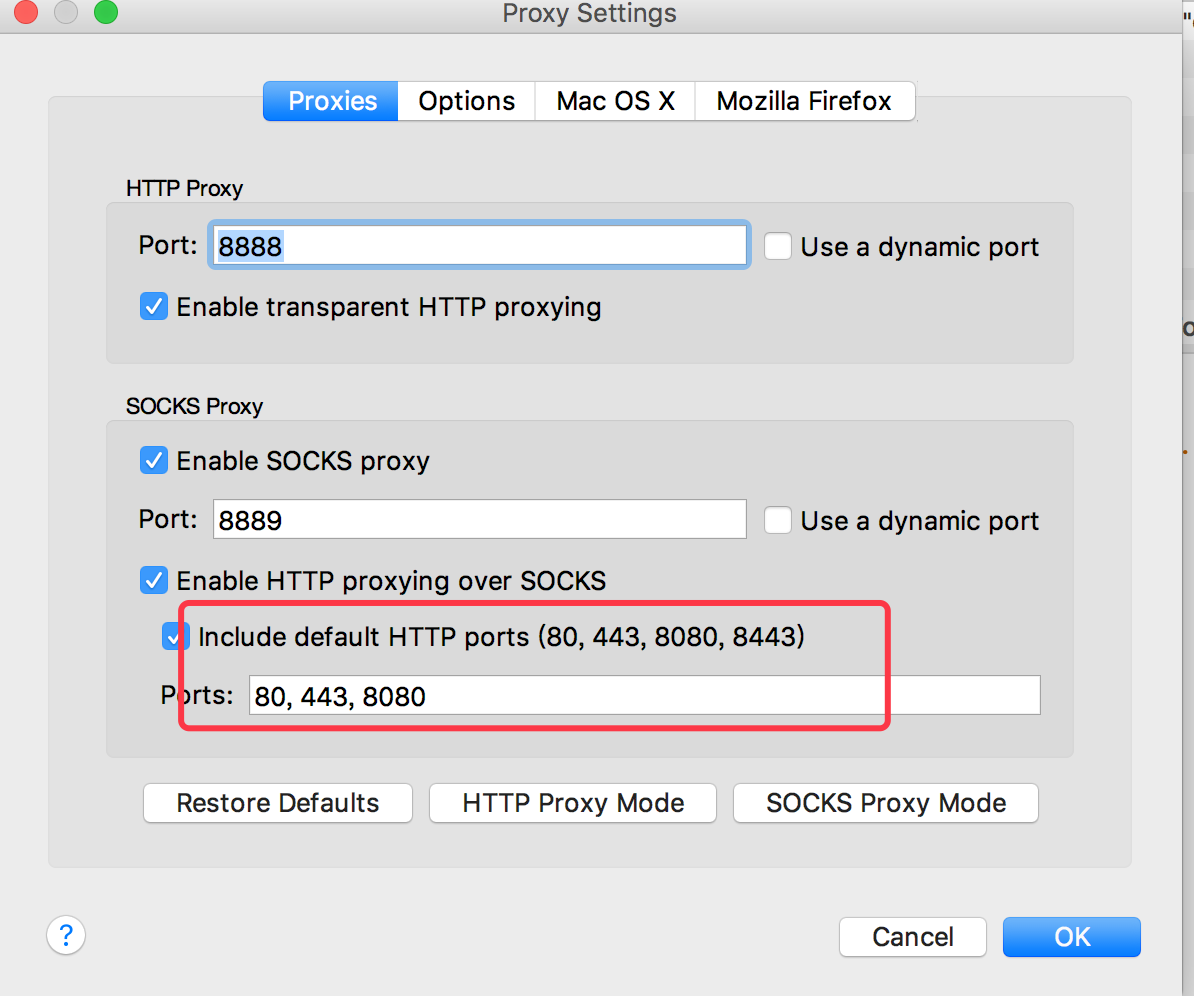 Proxy Settings
Proxies Options Mac OS X Mozilla Firefox
HTTP Proxy
Port: 8888 Use a dynamic port
Enable transparent HTTP proxying
SOCKS Proxy
Enable SOCKS proxy
Port: 8889 Use a dynamic port
Enable HTTP proxying over SOCKS
Include default HTTP ports (80, 443, 8080, 8443)
Ports: 80, 443, 8080
Restore Defaults HTTP Proxy Mode SOCKS Proxy Mode
? Cancel OK